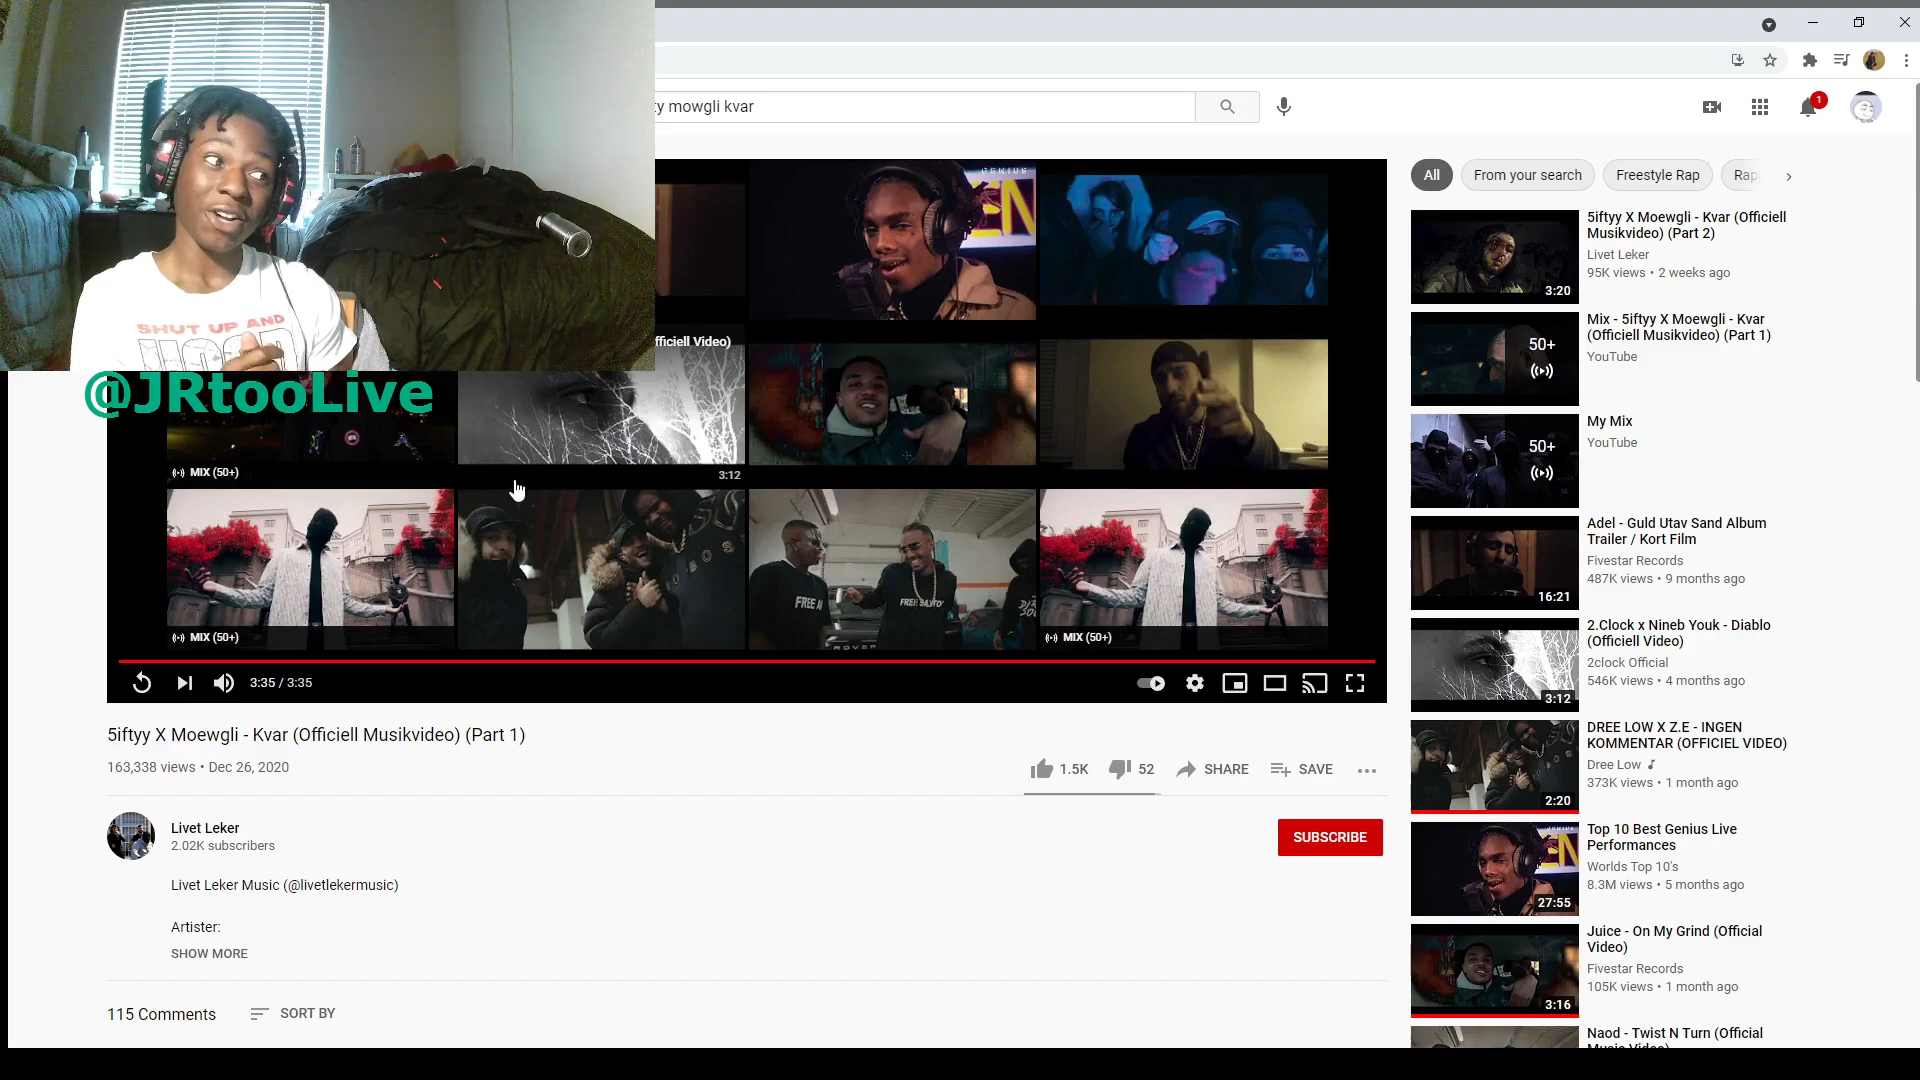 ty mowgli kvar
1
GENIUS
EN
SHUT UP AND
@JRtooLive
fficiell Video)
MIX (50+)
3:12
FREE
FREE
MIX (50+)
MIX (50+)
3:35 / 3:35
5iftyy X Moewgli - Kvar (Officiell Musikvideo) (Part 1)
163,338 views • Dec 26, 2020
1.5K
52
SHARE
SAVE
Livet Leker
2.02K subscribers
SUBSCRIBE
Livet Leker Music (@livetlekermusic)
Artister:
SHOW MORE
115 Comments
SORT BY
All
From your search
Freestyle Rap
Rap
5iftyy X Moewgli - Kvar (Officiell
Musikvideo) (Part 2)
Livet Leker
95K views • 2 weeks ago
3:20
Mix - 5iftyy X Moewgli - Kvar
(Officiell Musikvideo) (Part 1)
YouTube
50+
My Mix
YouTube
50+
Adel - Guld Utav Sand Album
Trailer / Kort Film
Fivestar Records
487K views • 9 months ago
16:21
2.Clock x Nineb Youk - Diablo
(Officiell Video)
2clock Official
546K views • 4 months ago
3:12
DREE LOW X Z.E - INGEN
KOMMENTAR (OFFICIEL VIDEO)
Dree Low
373K views • 1 month ago
2:20
Top 10 Best Genius Live
Performances
Worlds Top 10's
8.3M views • 5 months ago
27:55
Juice - On My Grind (Official
Video)
Fivestar Records
105K views • 1 month ago
3:16
Naod - Twist N Turn (Official
Music Video)